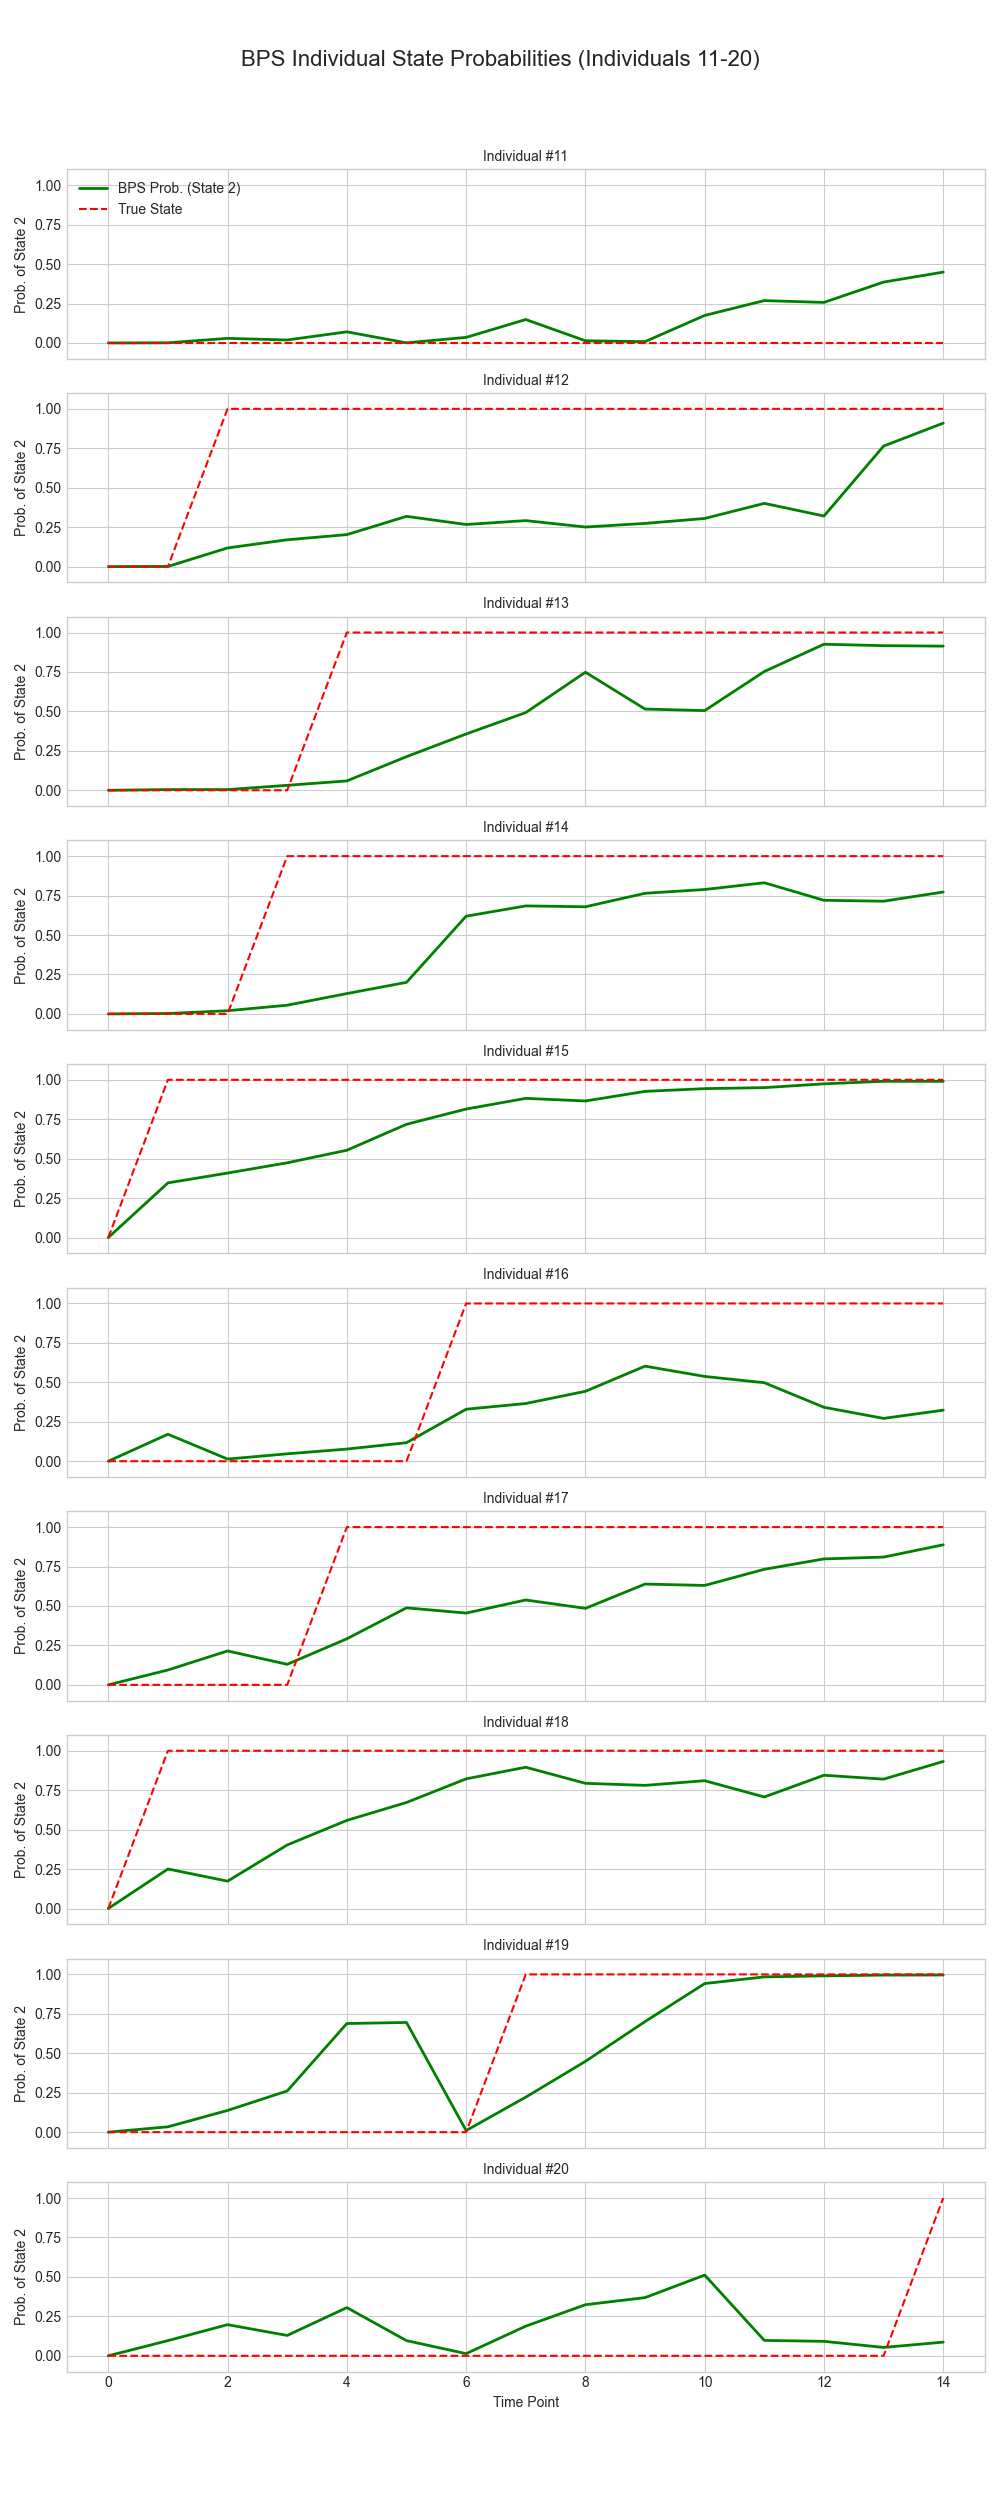 BPS Individual State Probabilities (Individuals 11-20)
Individual #11
BPS Prob. (State 2)
True State
Prob. of State 2
1.00
0.75
0.50
0.25
0.00
Individual #12
Prob. of State 2
1.00
0.75
0.50
0.25
0.00
Individual #13
Prob. of State 2
1.00
0.75
0.50
0.25
0.00
Individual #14
Prob. of State 2
1.00
0.75
0.50
0.25
0.00
Individual #15
Prob. of State 2
1.00
0.75
0.50
0.25
0.00
Individual #16
Prob. of State 2
1.00
0.75
0.50
0.25
0.00
Individual #17
Prob. of State 2
1.00
0.75
0.50
0.25
0.00
Individual #18
Prob. of State 2
1.00
0.75
0.50
0.25
0.00
Individual #19
Prob. of State 2
1.00
0.75
0.50
0.25
0.00
Individual #20
Prob. of State 2
1.00
0.75
0.50
0.25
0.00
0 2 4 6 8 10 12 14
Time Point